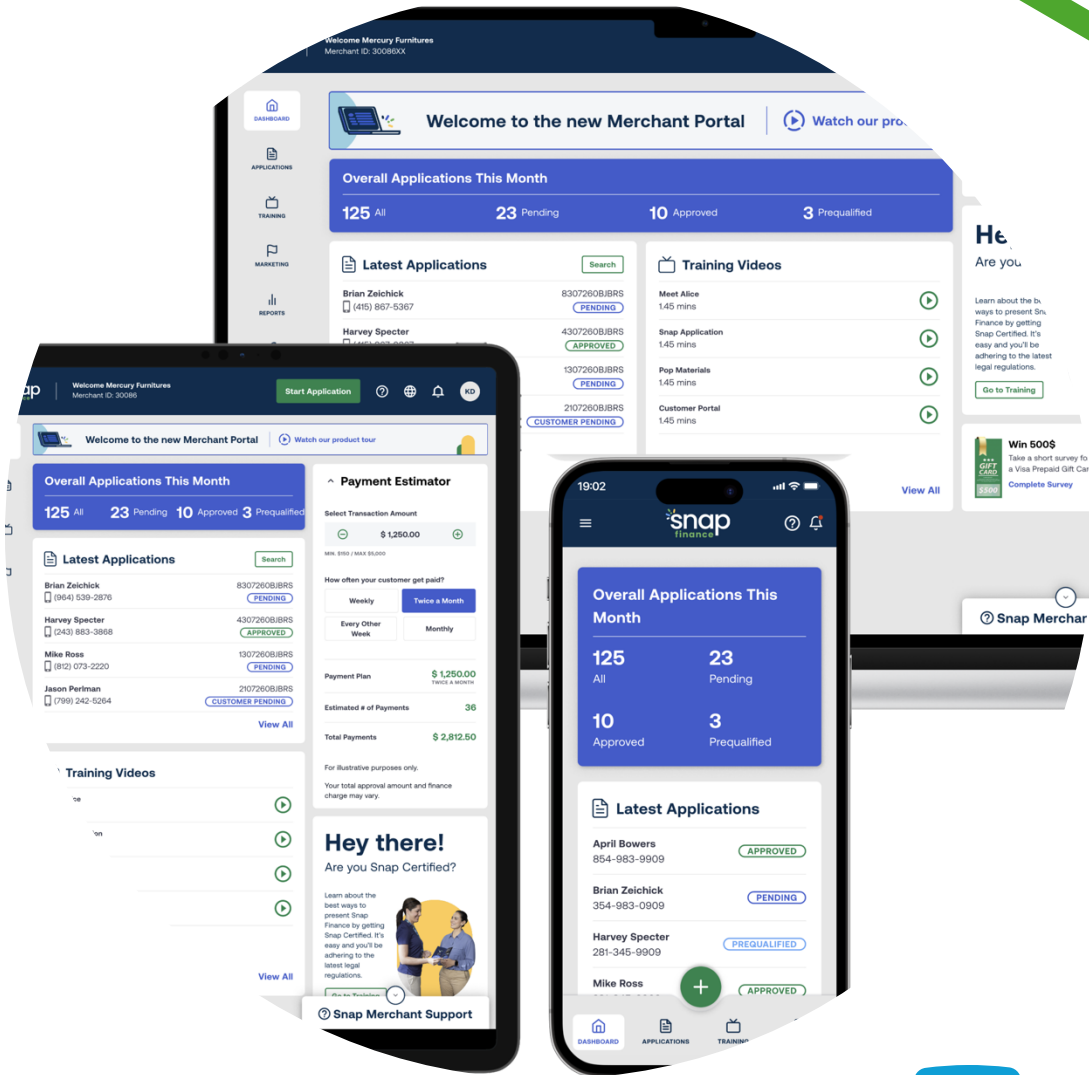 Welcome Mercury Furnitures
Merchant ID: 30086XX
DASHBOARD
APPLICATIONS
TRAINING
MARKETING
REPORTS
Welcome to the new Merchant Portal
Watch our
Overall Applications This Month
125 All
23 Pending
10 Approved
3 Prequalified
Latest Applications
Search
Brian Zeichick
8307260BJBRS
(415) 867-5367
PENDING
Harvey Specter
4307260BJBRS
APPROVED
1307260BJBRS
PENDING
2107260BJBRS
CUSTOMER PENDING
Training Videos
Meet Alice
1.45 mins
Snap Application
1.45 mins
Pop Materials
1.45 mins
Customer Portal
1.45 mins
View All
Are you
Learn about the
ways to present
Finance by getting
Snap Certified. It's
easy and you'll be
adhering to the latest
legal regulations.
Go to Training
Win 500$
Take a short survey fo
a Visa Prepaid Gift Car
Complete Survey
GIFT
CARD
$500
Snap Merchan
Welcome Mercury Furnitures
Merchant ID: 30086
Start Application
KD
Welcome to the new Merchant Portal
Watch our product tour
Overall Applications This Month
125 All
23 Pending
10 Approved
3 Prequalified
Latest Applications
Search
Brian Zeichick
8307260BJBRS
(964) 539-2876
PENDING
Harvey Specter
4307260BJBRS
(243) 883-3868
APPROVED
Mike Ross
1307260BJBRS
(812) 073-2220
PENDING
Jason Perlman
2107260BJBRS
(799) 242-5264
CUSTOMER PENDING
View All
Training Videos
View All
Payment Estimator
Select Transaction Amount
$ 1,250.00
MIN. $150 / MAX $5,000
How often your customer get paid?
Weekly
Twice a Month
Every Other
Week
Monthly
Payment Plan
$ 1,250.00
TWICE A MONTH
Estimated # of Payments
36
Total Payments
$ 2,812.50
For illustrative purposes only.
Your total approval amount and finance
charge may vary.
Hey there!
Are you Snap Certified?
Learn about the
best ways to
present Snap
Finance by getting
Snap Certified. It's
easy and you'll be
adhering to the
latest legal
regulations.
Go to Training
Snap Merchant Support
19:02
snap
finance
Overall Applications This
Month
125
All
23
Pending
10
Approved
3
Prequalified
Latest Applications
April Bowers
854-983-9909
APPROVED
Brian Zeichick
354-983-0909
PENDING
Harvey Specter
281-345-9909
PREQUALIFIED
Mike Ross
APPROVED
DASHBOARD
APPLICATIONS
TRAINING